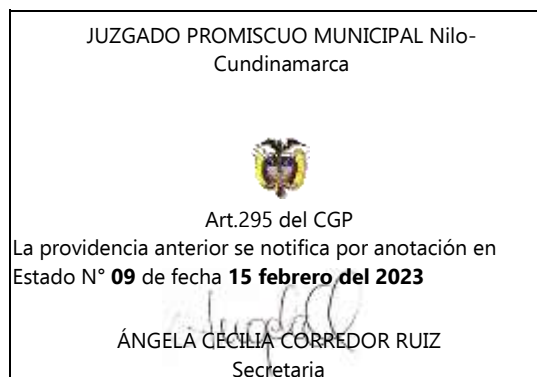 JUZGADO PROMISCUO MUNICIPAL Nilo-
Cundinamarca
Art.295 del CGP
La providencia anterior se notifica por anotación en
Estado N° 09 de fecha 15 febrero del 2023
ÁNGELA CECILIA CORREDOR RUIZ
Secretaria